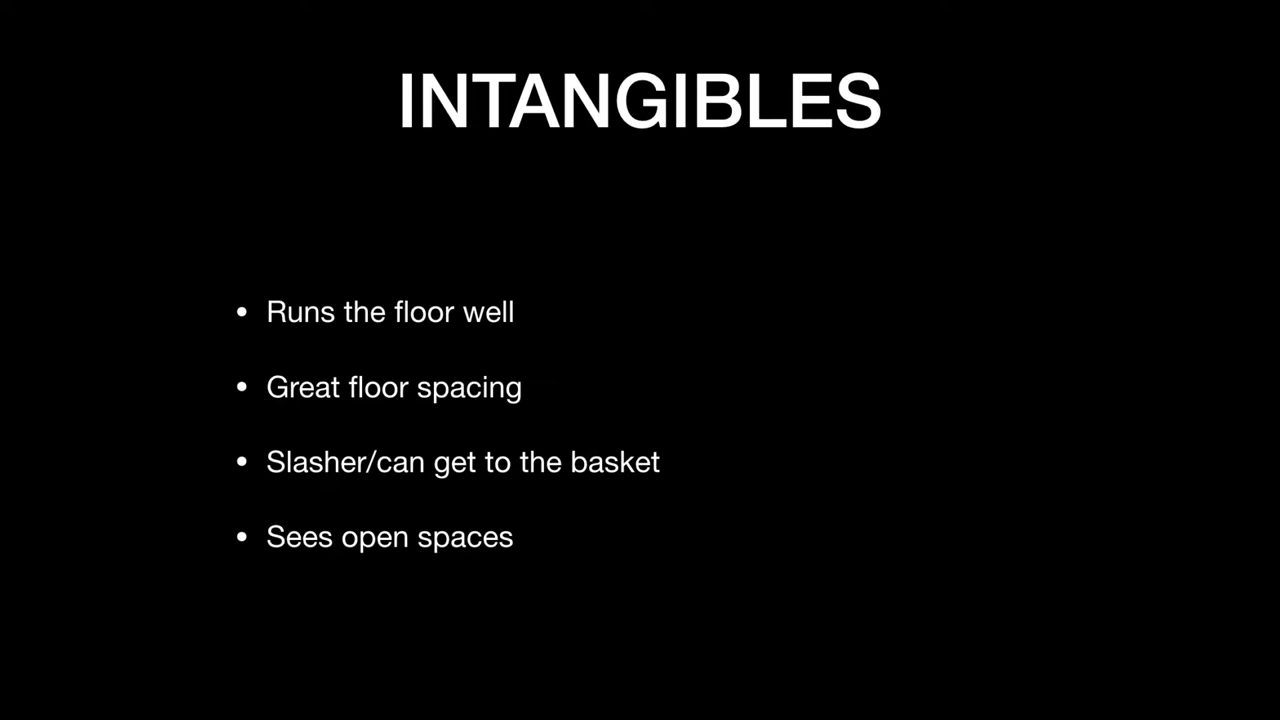 INTANGIBLES
• Runs the floor well
• Great floor spacing
• Slasher/can get to the basket
• Sees open spaces